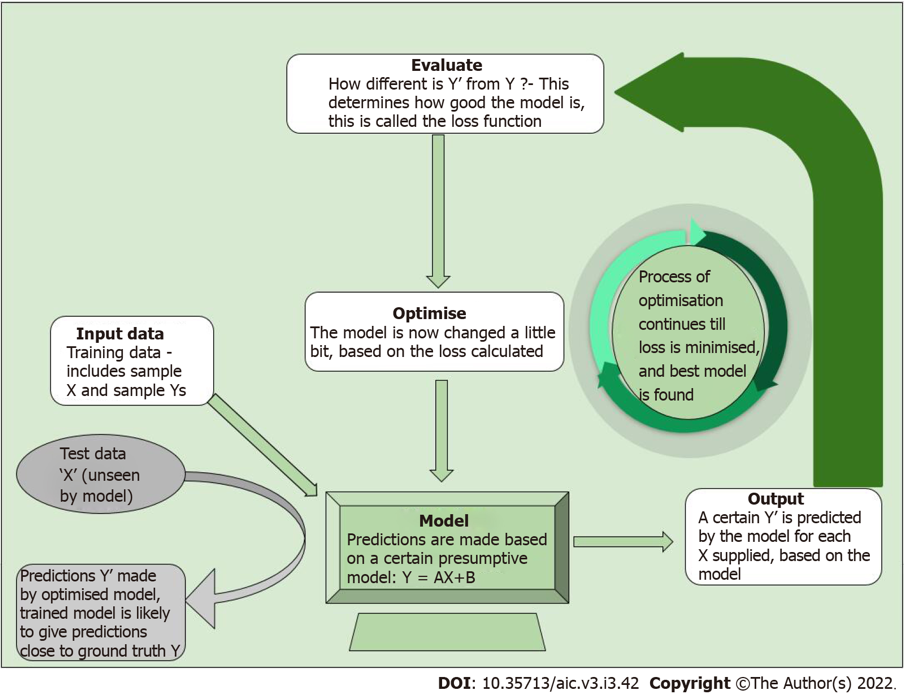 Evaluate
How different is Y’ from Y ?- This
determines how good the model is,
this is called the loss function
Optimise
The model is now changed a little
bit, based on the loss calculated
Process of
optimisation
continues till
loss is minimised,
and best model
is found
Input data
Training data -
includes sample
X and sample Ys
Test data
‘X’ (unseen
by model)
Model
Predictions are made based
on a certain presumptive
model: Y = AX+B
Output
A certain Y’ is predicted
by the model for each
X supplied, based on the
model
Predictions Y’ made
by optimised model,
trained model is likely
to give predictions
close to ground truth Y
DOI: 10.35713/aic.v3.i3.42 Copyright ©The Author(s) 2022.